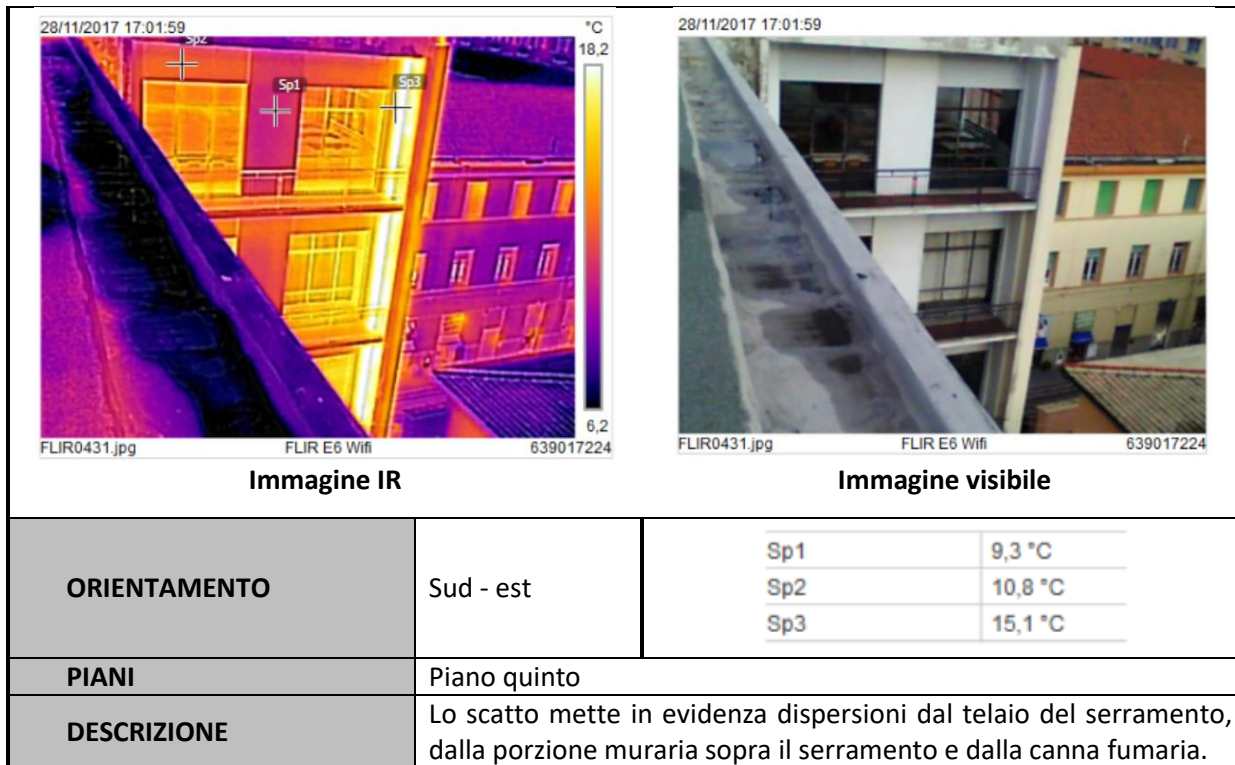 28/11/2017 17:01:59
°C
Sp2
18,2
Sp1
Sp3
6,2
FLIR0431.jpg FLIR E6 Wifi 639017224
28/11/2017 17:01:59
FLIR0431.jpg FLIR E6 Wifi 639017224
Immagine IR
Immagine visibile
ORIENTAMENTO
Sud - est
Sp1 9,3 °C
Sp2 10,8 °C
Sp3 15,1 °C
PIANI
Piano quinto
DESCRIZIONE
Lo scatto mette in evidenza dispersioni dal telaio del serramento,
dalla porzione muraria sopra il serramento e dalla canna fumaria.